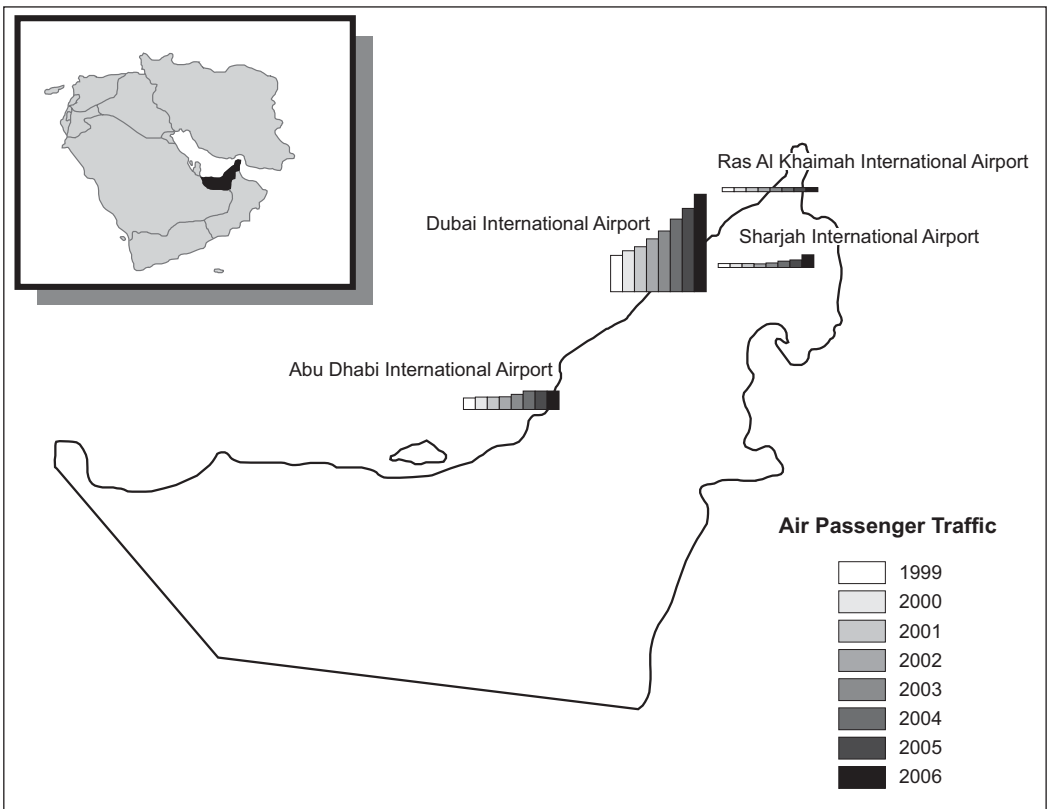 Ras Al Khaimah International Airport
Dubai International Airport
Sharjah International Airport
Abu Dhabi International Airport
Air Passenger Traffic
1999
2000
2001
2002
2003
2004
2005
2006